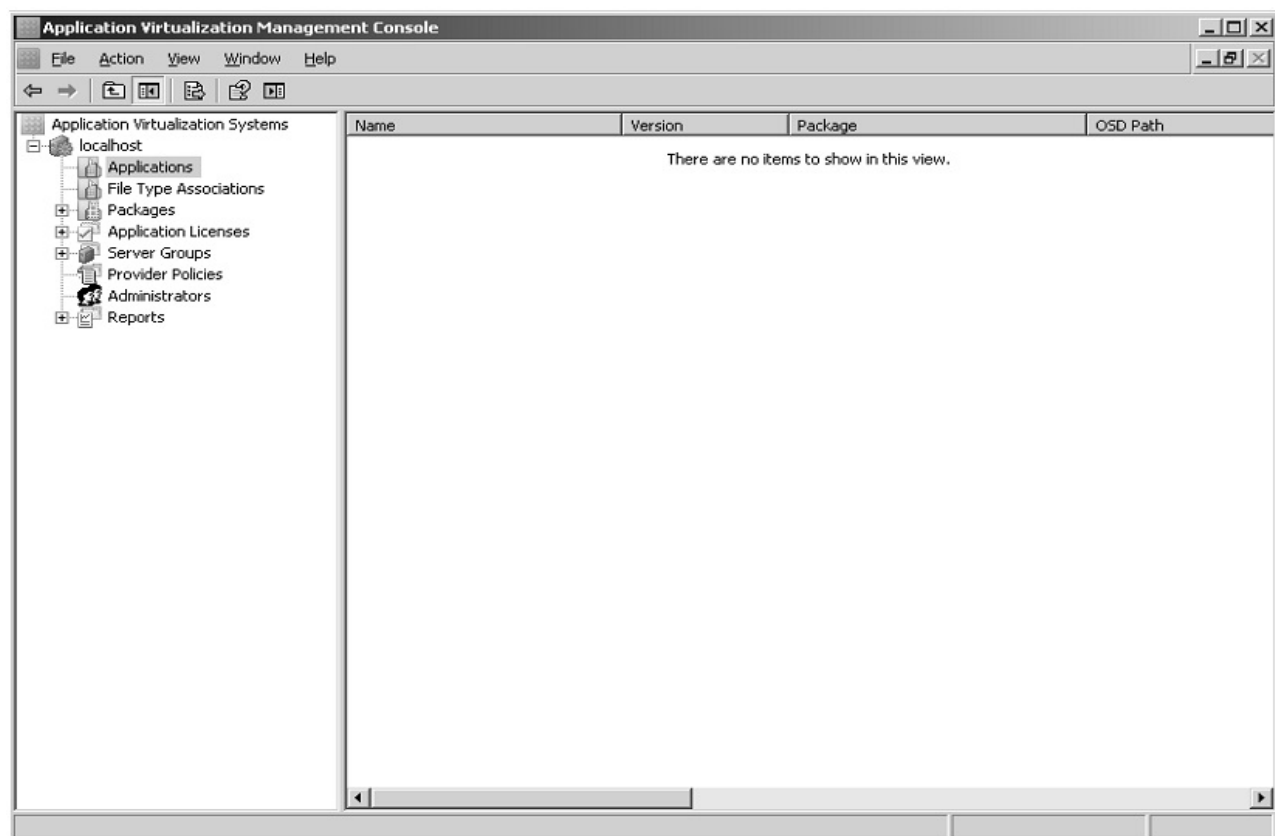 Application Virtualization Management Console
File Action View Window Help
Application Virtualization Systems
localhost
Applications
File Type Associations
Packages
Application Licenses
Server Groups
Provider Policies
Administrators
Reports
Name Version Package OSD Path
There are no items to show in this view.